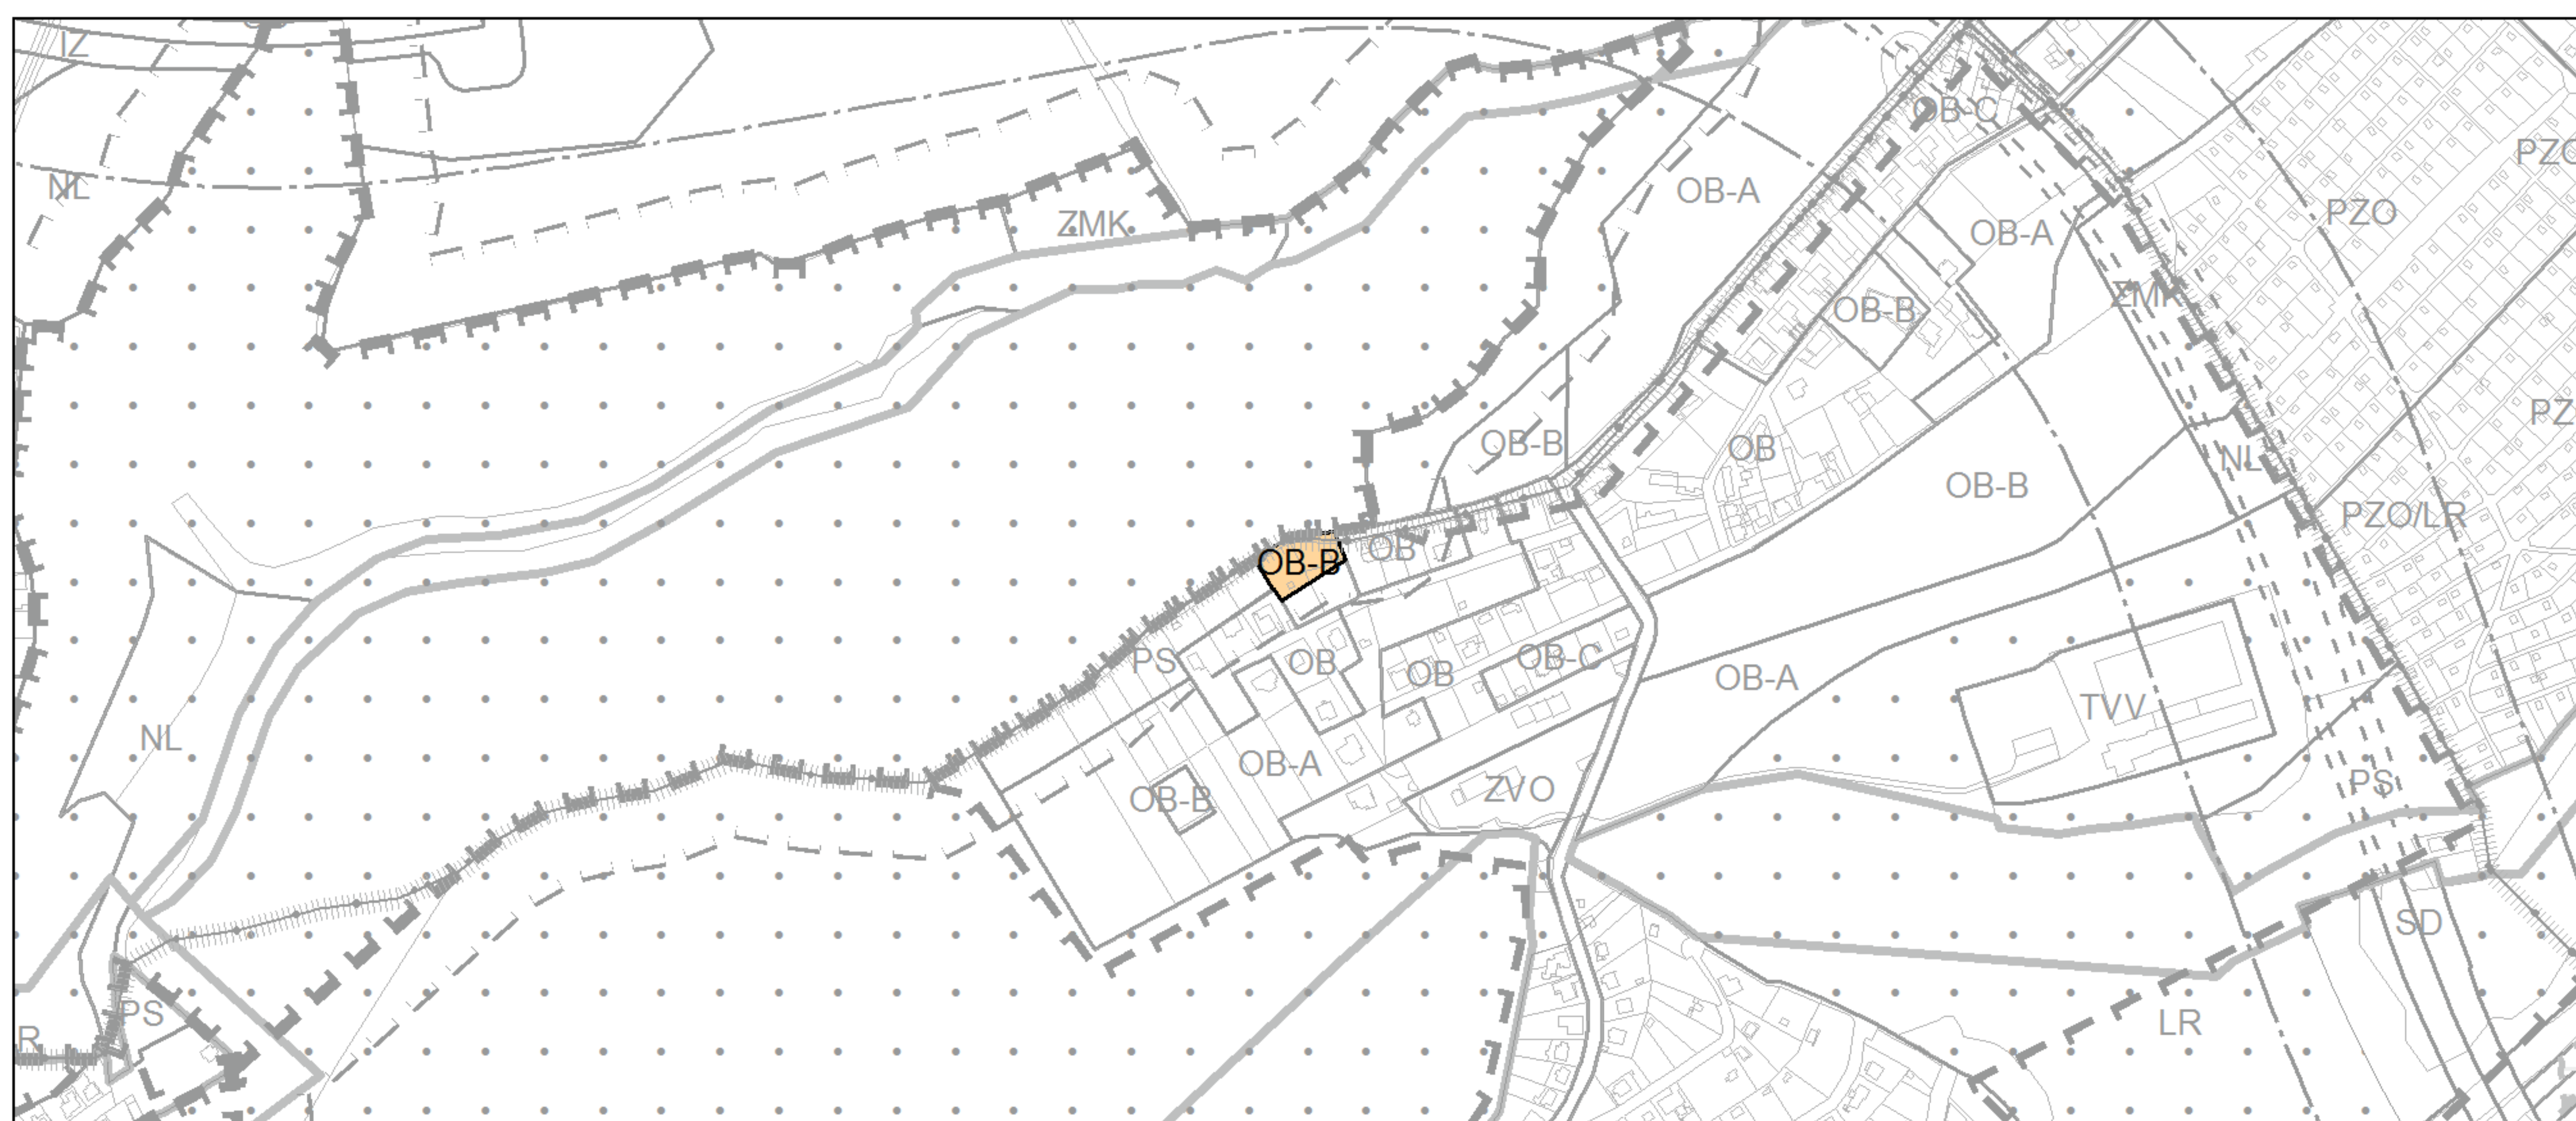 IZ
OB-C
PZO
NL
OB-A
PZO
ZMK
OB-A
ZMK
OB-B
PZ
OB-B
OB
NL
OB-B
PZO/LR
OB
OB-B
PS
OB
OB
OB-C
OB-A
TVV
NL
OB-A
ZVO
PS
OB-B
SD
PS
LR
R